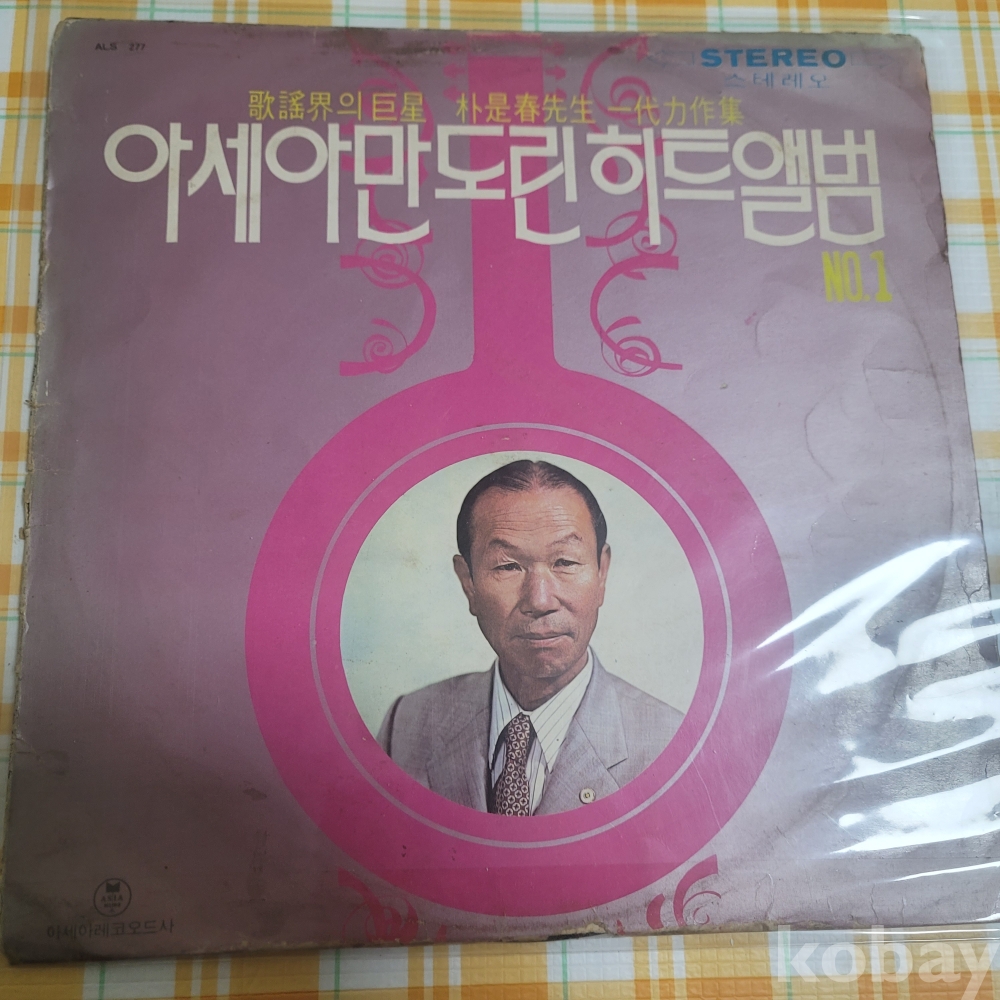 ALS 277
STEREO
스테레오
歌謠界의 巨星 朴是春先生 一代力作集
아세아만도린히트앨범
NO.1
ASIA
아세아레코오드사
kobay